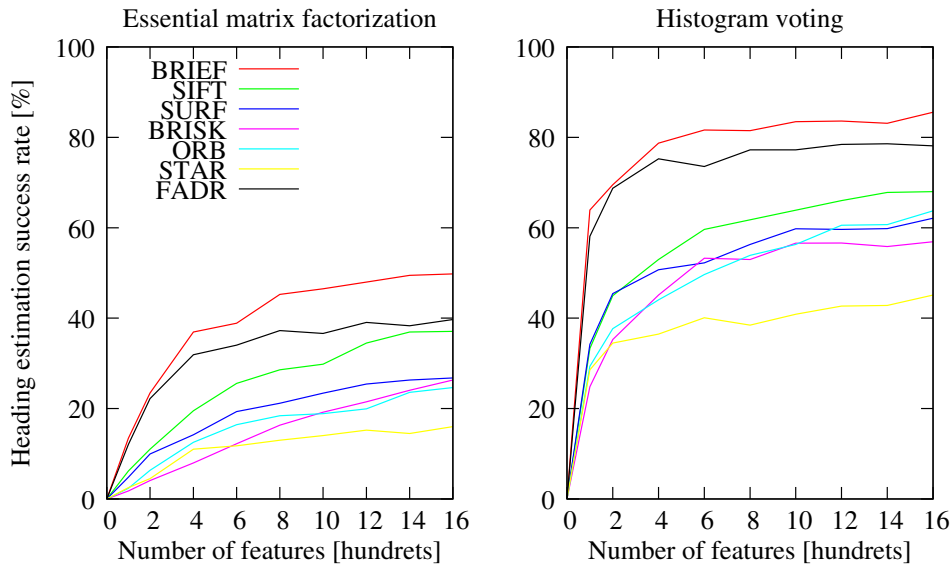 Essential matrix factorization
Histogram voting
Heading estimation success rate [%]
100
80
60
40
20
0
BRIEF
SIFT
SURF
BRISK
ORB
STAR
FADR
0 2 4 6 8 10 12 14 16
Number of features [hundrets]
100
80
60
40
20
0
0 2 4 6 8 10 12 14 16
Number of features [hundrets]